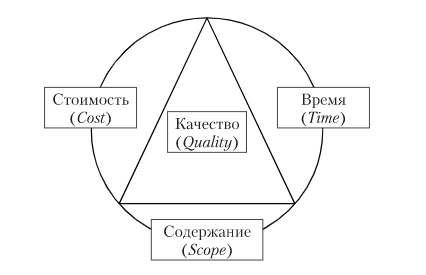 Стоимость
(Cost)
Время
(Time)
Качество
(Quality)
Содержание
(Scope)